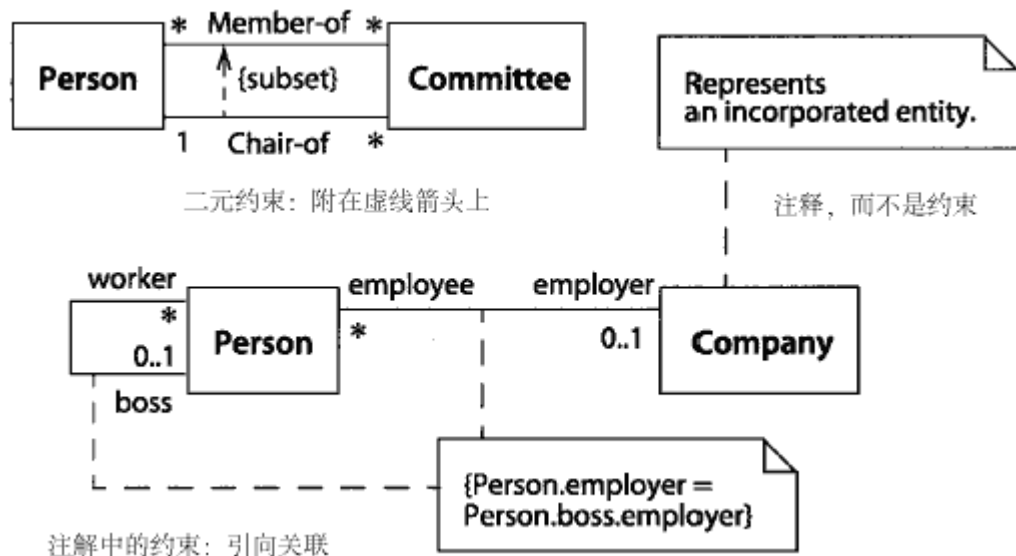 * Member-of *
Person
{subset}
Committee
1 Chair-of *
Represents
an incorporated entity.
二元约束：附在虚线箭头上
注释，而不是约束
worker
*
0..1
boss
Person
employee
*
employer
0..1
Company
{Person.employer =
Person.boss.employer}
注解中的约束：引向关联